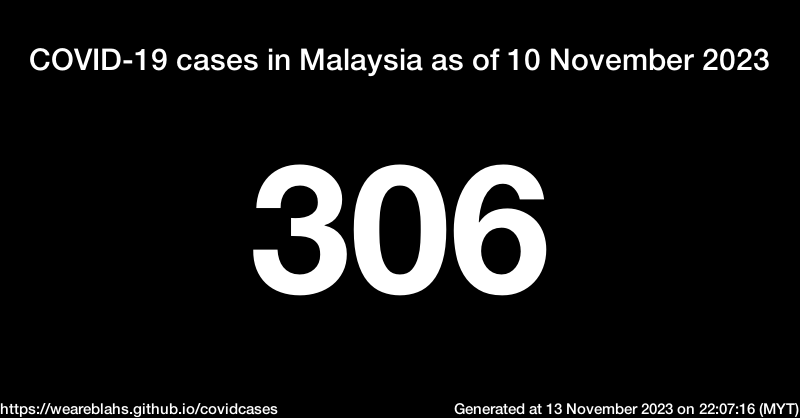 COVID-19 cases in Malaysia as of 10 November 2023
306
https://weareblahs.github.io/covidcases
Generated at 13 November 2023 on 22:07:16 (MYT)